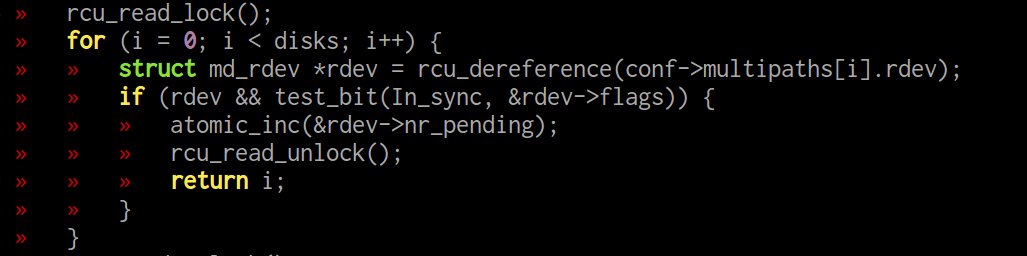 »   rcu_read_lock();
»   for (i = 0; i < disks; i++) {
»   »   struct md_rdev *rdev = rcu_dereference(conf->multipaths[i].rdev);
»   »   if (rdev && test_bit(In_sync, &rdev->flags)) {
»   »   »   atomic_inc(&rdev->nr_pending);
»   »   »   rcu_read_unlock();
»   »   »   return i;
»   »   }
»   }